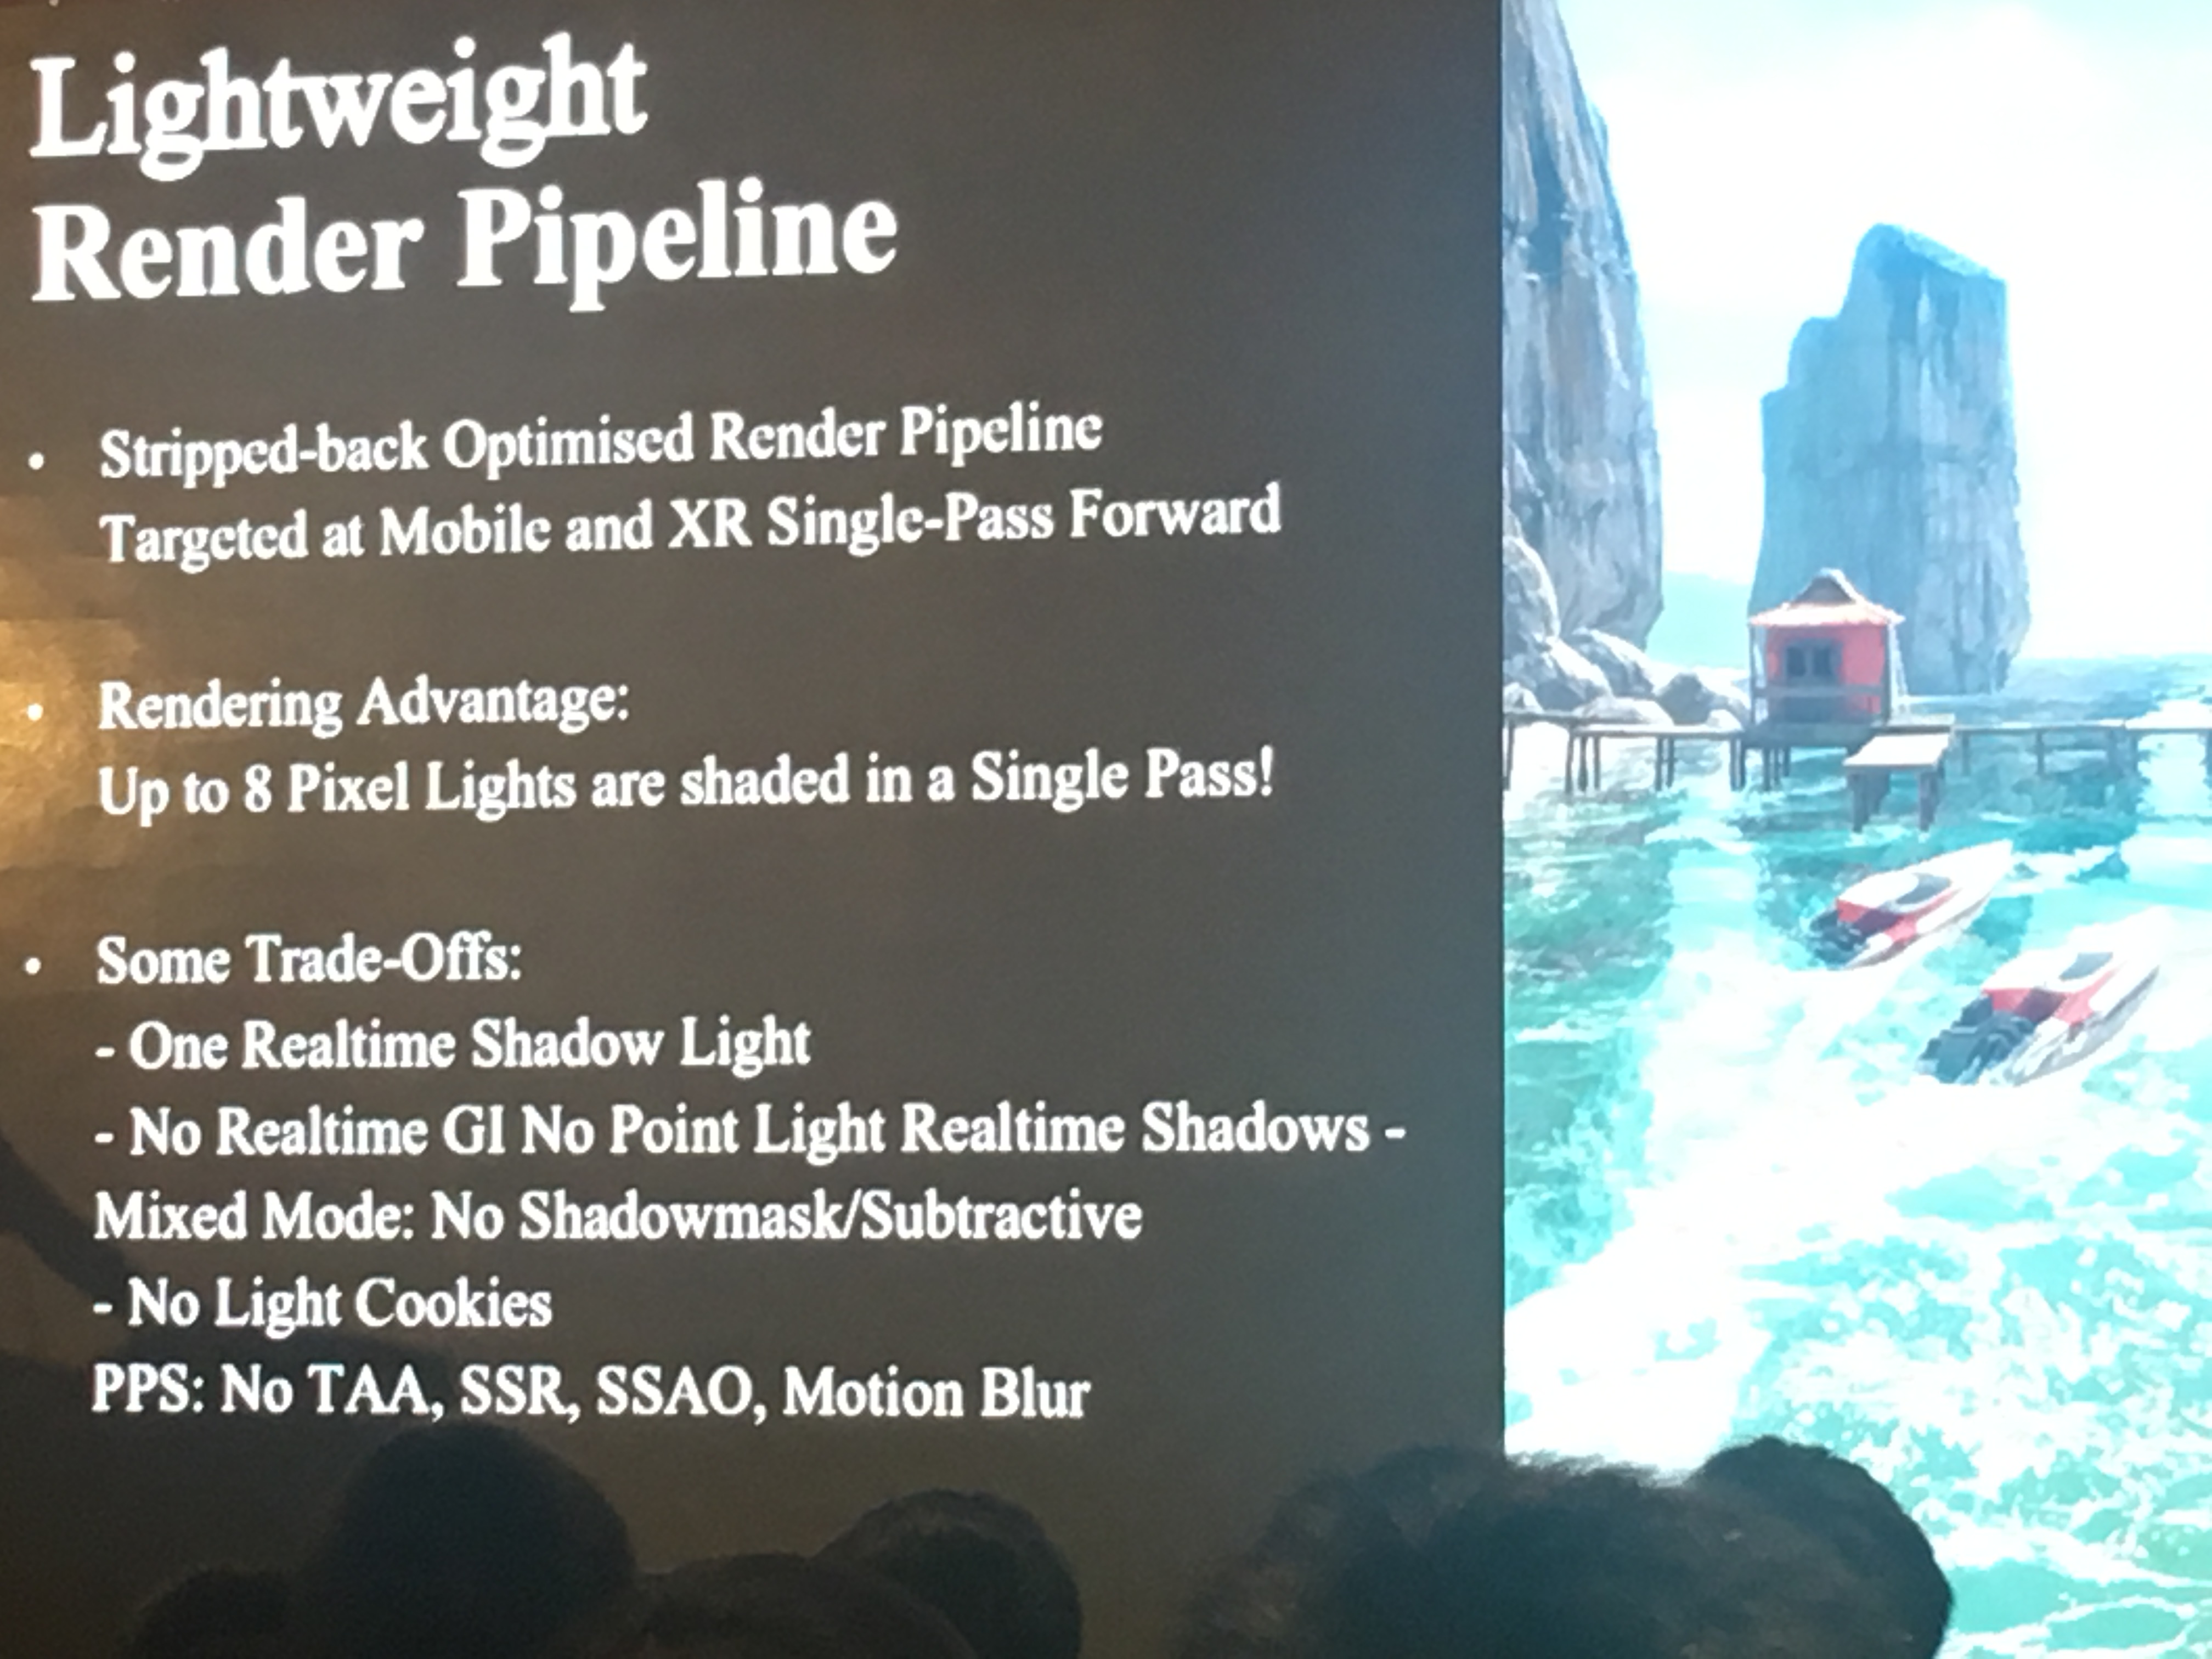 Lightweight
Render Pipeline
• Stripped-back Optimised Render Pipeline
Targeted at Mobile and XR Single-Pass Forward
• Rendering Advantage:
Up to 8 Pixel Lights are shaded in a Single Pass!
• Some Trade-Offs:
- One Realtime Shadow Light
- No Realtime GI No Point Light Realtime Shadows -
Mixed Mode: No Shadowmask/Subtractive
- No Light Cookies
PPS: No TAA, SSR, SSAO, Motion Blur